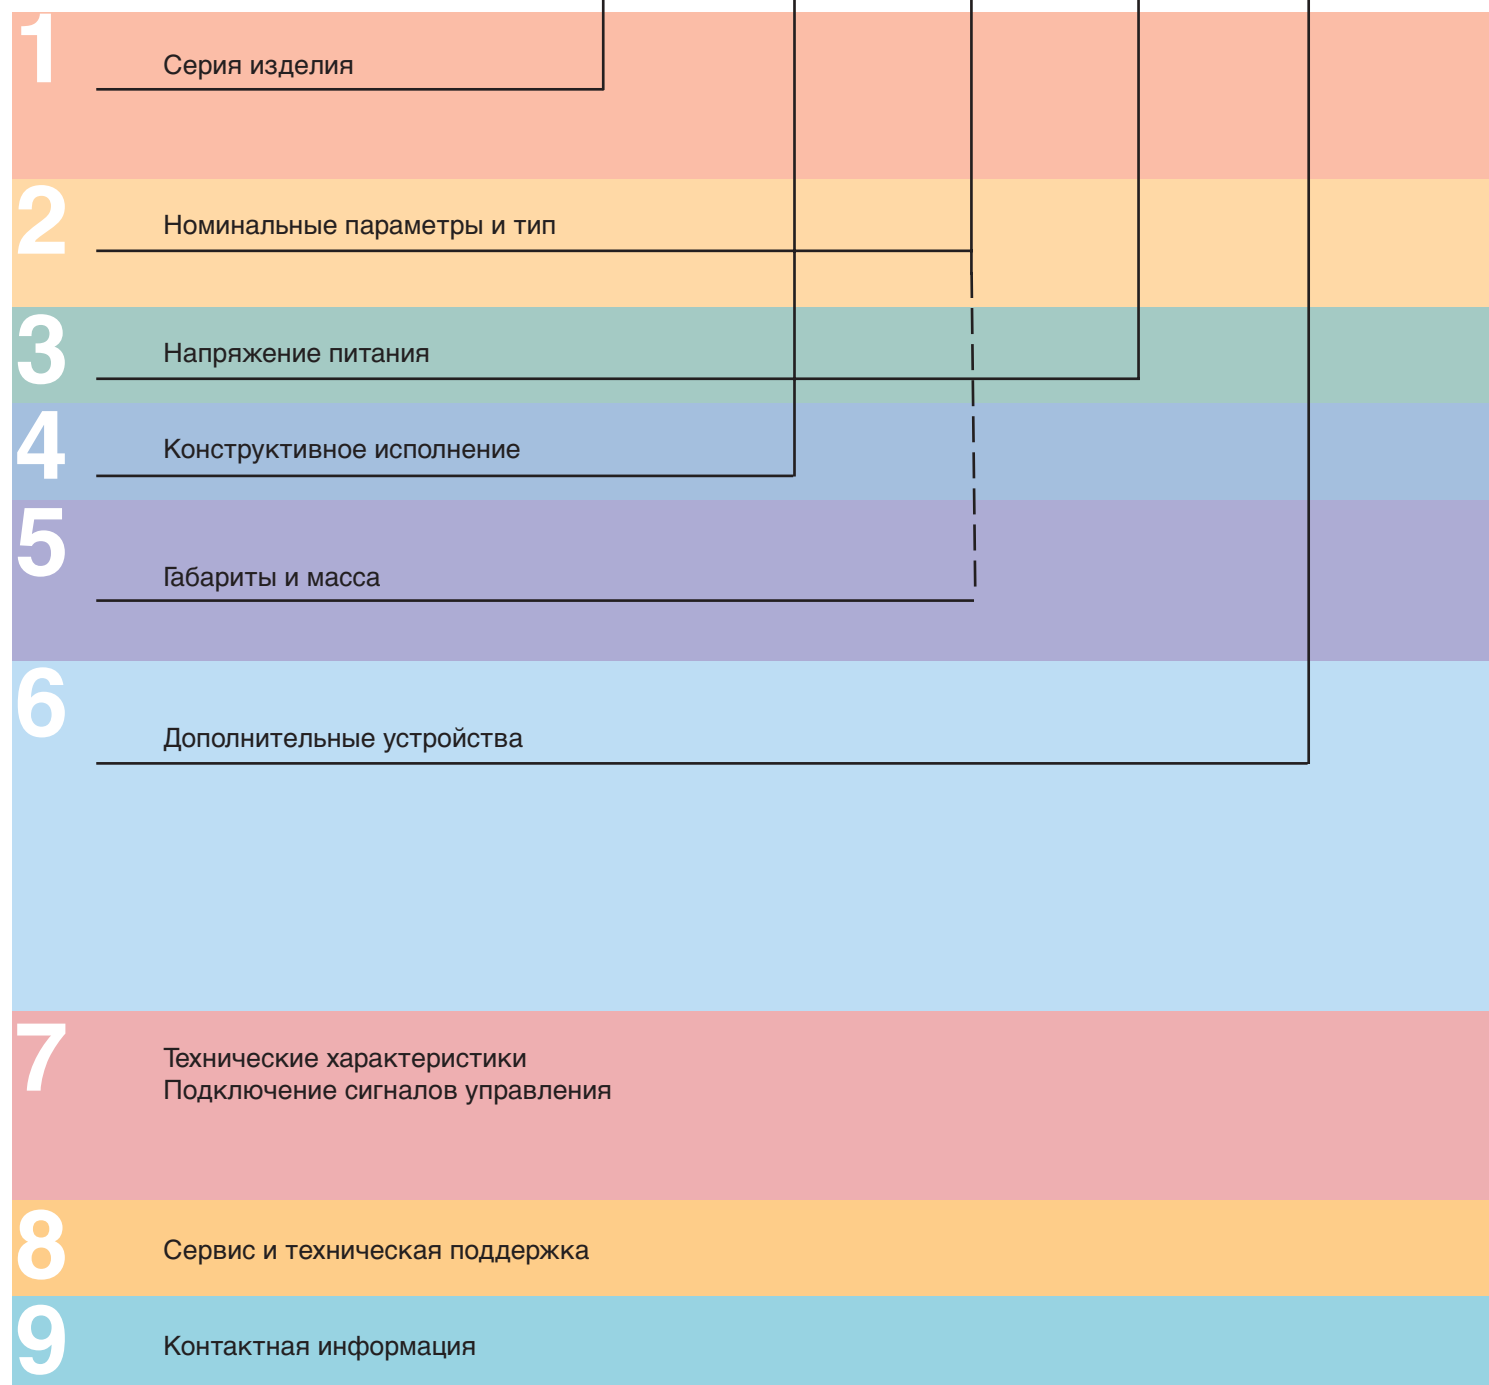 1
Серия изделия
2
Номинальные параметры и тип
3
Напряжение питания
4
Конструктивное исполнение
5
Габариты и масса
6
Дополнительные устройства
7
Технические характеристики
Подключение сигналов управления
8
Сервис и техническая поддержка
9
Контактная информация